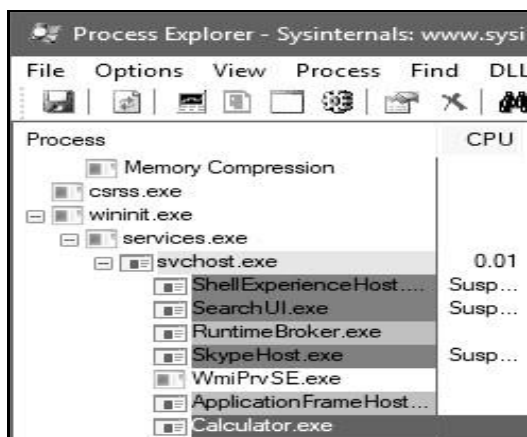 Process Explorer - Sysinternals: www.sysi
File Options View Process Find DLL
Process CPU
Memory Compression
csrss.exe
wininit.exe
services.exe
svchost.exe 0.01
ShellExperienceHost.... Susp...
SearchUI.exe Susp...
RuntimeBroker.exe
SkypeHost.exe Susp...
WmiPrvSE.exe
ApplicationFrameHost...
Calculator.exe